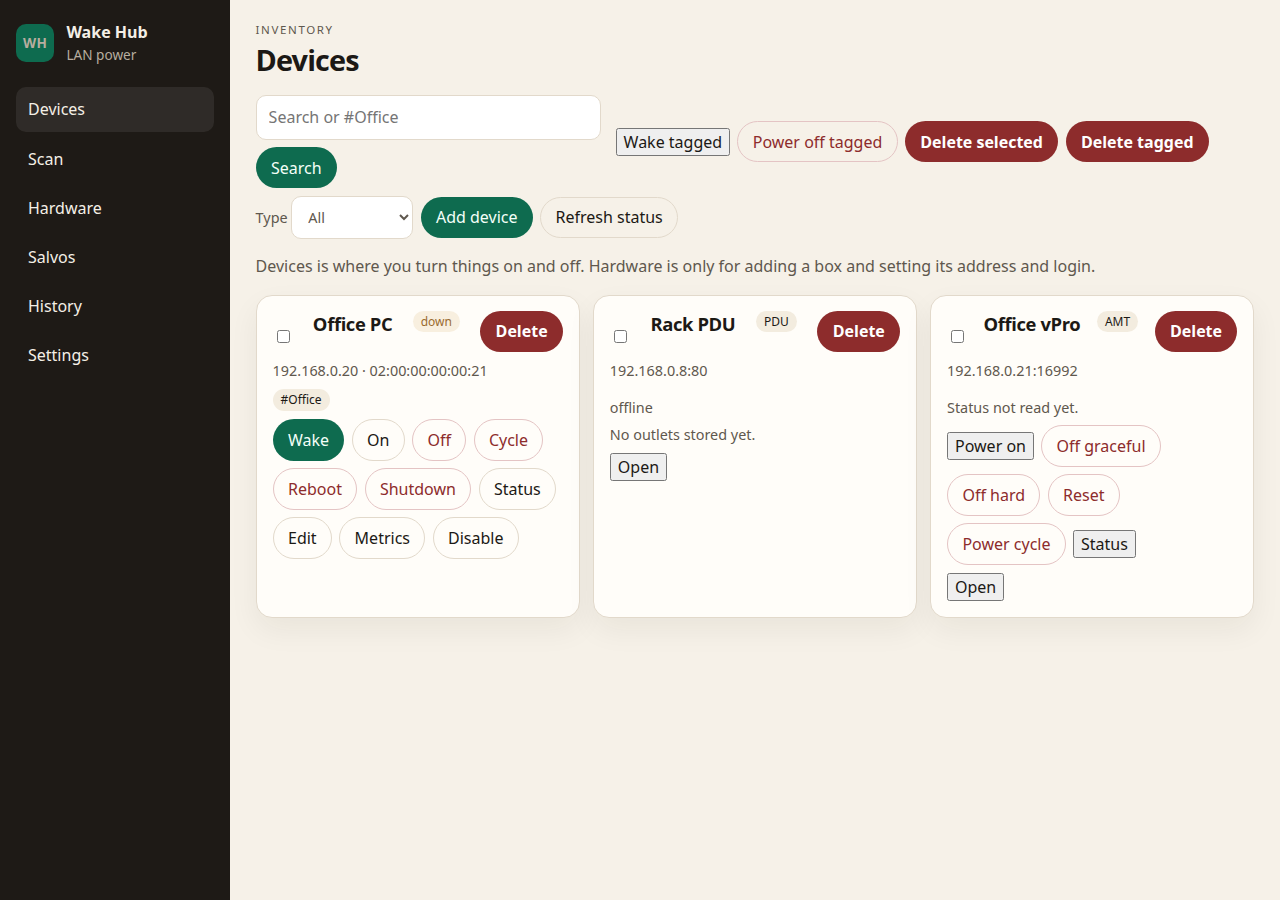 WH
Wake Hub
LAN power
Devices
Scan
Hardware
Salvos
History
Settings
INVENTORY
Devices
Search or #Office
Search
Wake tagged Power off tagged Delete selected Delete tagged
Type All Add device Refresh status
Devices is where you turn things on and off. Hardware is only for adding a box and setting its address and login.
Office PC down Delete
192.168.0.20 · 02:00:00:00:00:21
#Office
Wake On Off Cycle
Reboot Shutdown Status
Edit Metrics Disable
Rack PDU PDU Delete
192.168.0.8:80
offline
No outlets stored yet.
Open
Office vPro AMT Delete
192.168.0.21:16992
Status not read yet.
Power on Off graceful
Off hard Reset
Power cycle Status
Open